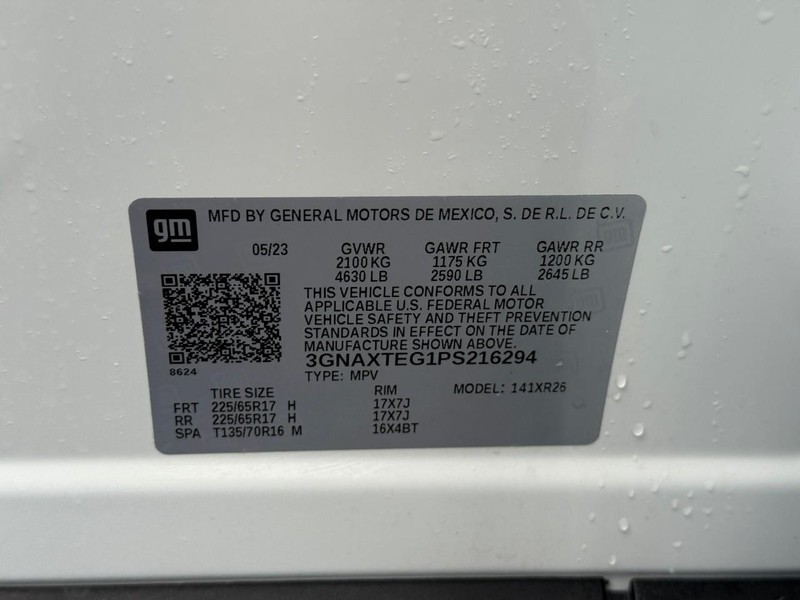 gm MFD BY GENERAL MOTORS DE MEXICO, S. DE R.L. DE C.V.
05/23 GVWR GAWR FRT GAWR RR
2100 KG 1175 KG 1200 KG
4630 LB 2590 LB 2645 LB
THIS VEHICLE CONFORMS TO ALL
APPLICABLE U.S. FEDERAL MOTOR
VEHICLE SAFETY AND THEFT PREVENTION
STANDARDS IN EFFECT ON THE DATE OF
MANUFACTURE SHOWN ABOVE.
3GNAXTEG1PS216294
8624 TYPE: MPV
TIRE SIZE RIM MODEL: 141XR26
FRT 225/65R17 H 17X7J
RR 225/65R17 H 17X7J
SPA T135/70R16 M 16X4BT